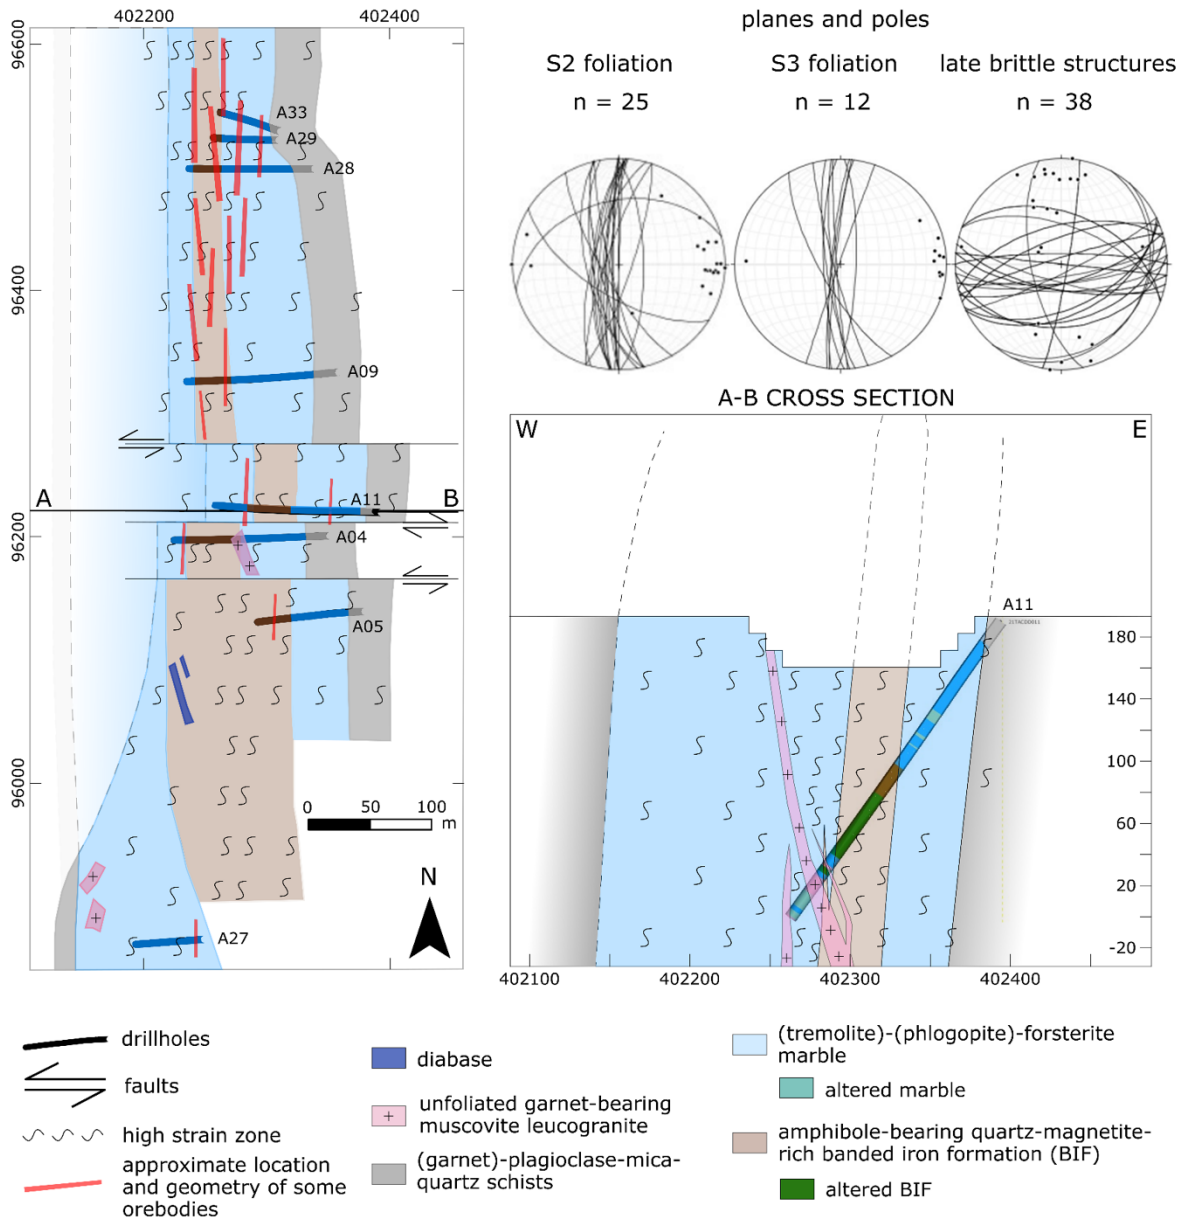 402200
402400
96600
96400
96200
96000
A33
A29
A28
A09
A
A11
B
A04
A05
A27
0
50
100
m
N
planes and poles
S2 foliation
n = 25
S3 foliation
n = 12
late brittle structures
n = 38
A-B CROSS SECTION
W
E
A11
180
140
100
60
20
-20
402100
402200
402300
402400
drillholes
faults
high strain zone
approximate location
and geometry of some
orebodies
diabase
unfoliated garnet-bearing
muscovite leucogranite
(garnet)-plagioclase-mica-
quartz schists
(tremolite)-(phlogopite)-forsterite
marble
altered marble
amphibole-bearing quartz-magnetite-
rich banded iron formation (BIF)
altered BIF